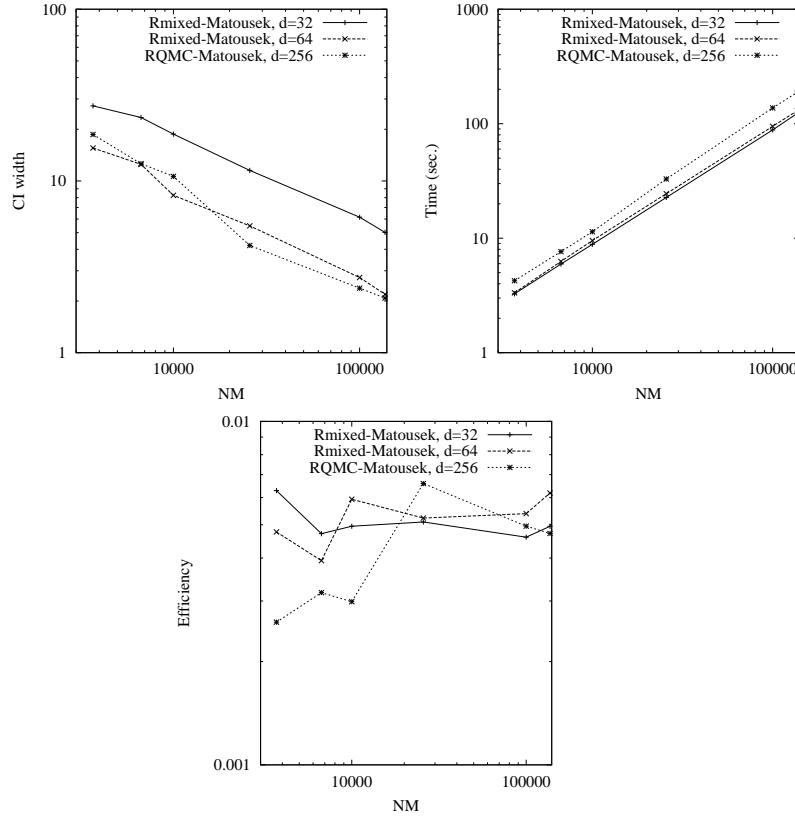 100
10
1
10000
100000
CI width
NM
Rmixed-Matousek, d=32
Rmixed-Matousek, d=64
RQMC-Matousek, d=256
1000
100
10
1
10000
100000
Time (sec.)
NM
Rmixed-Matousek, d=32
Rmixed-Matousek, d=64
RQMC-Matousek, d=256
0.01
0.001
10000
100000
Efficiency
NM
Rmixed-Matousek, d=32
Rmixed-Matousek, d=64
RQMC-Matousek, d=256